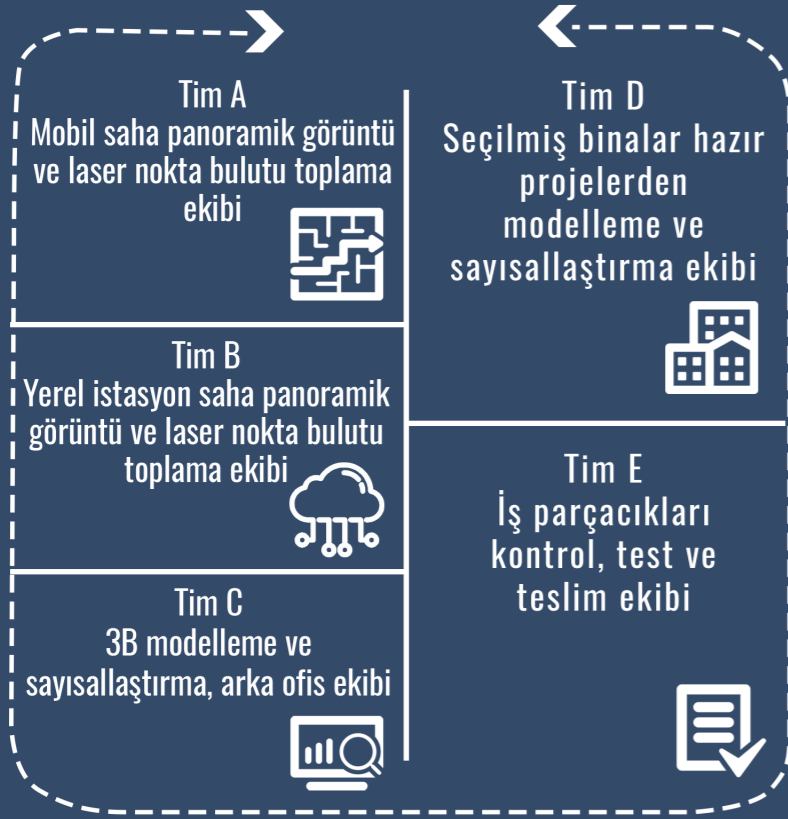 Tim A
Mobil saha panoramik görüntü
ve laser nokta bulutu toplama
ekibi
Tim B
Yerel istasyon saha panoramik
görüntü ve laser nokta bulutu
toplama ekibi
Tim C
3B modelleme ve
sayısallaştırma, arka ofis ekibi
Tim D
Seçilmiş binalar hazır
projelerden
modelleme ve
sayısallaştırma ekibi
Tim E
İş parçacıkları
kontrol, test ve
teslim ekibi